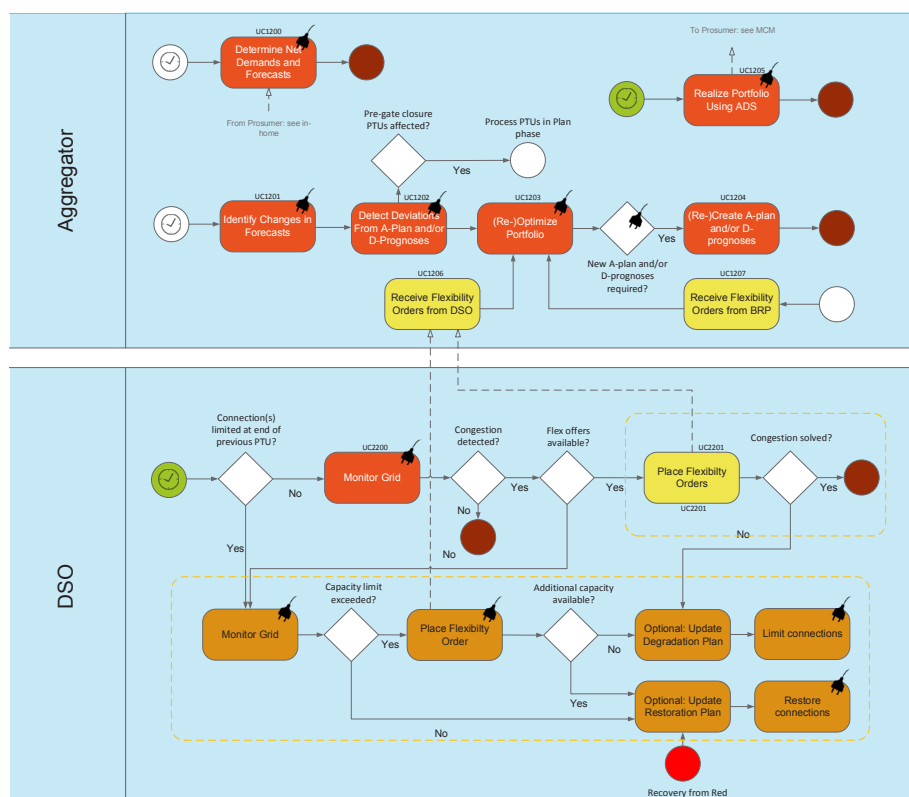 Aggregator
UC1200
Determine Net
Demands and
Forecasts
From Prosumer: see in-
home
To Prosumer: see MCM
UC1205
Realize Portfolio
Using ADS
Pre-gate closure
PTUs affected?
Yes
Process PTUs in Plan
phase
UC1201
Identify Changes in
Forecasts
UC1202
Detect Deviations
From A-Plan and/or
D-Prognoses
UC1203
(Re-)Optimize
Portfolio
New A-plan and/or
D-prognoses
required?
Yes
UC1204
(Re-)Create A-plan
and/or D-
prognoses
UC1206
Receive Flexibility
Orders from DSO
UC1207
Receive Flexibility
Orders from BRP
DSO
Connection(s)
limited at end of
previous PTU?
No
Yes
UC2200
Monitor Grid
Congestion
detected?
Yes
No
Flex offers
available?
Yes
No
UC2201
Place Flexibilty
Orders
UC2201
Congestion solved?
Yes
No
Monitor Grid
Capacity limit
exceeded?
Yes
No
Place Flexibilty
Order
Additional capacity
available?
No
Yes
Optional: Update
Degradation Plan
Limit connections
Optional: Update
Restoration Plan
Restore
connections
Recovery from Red